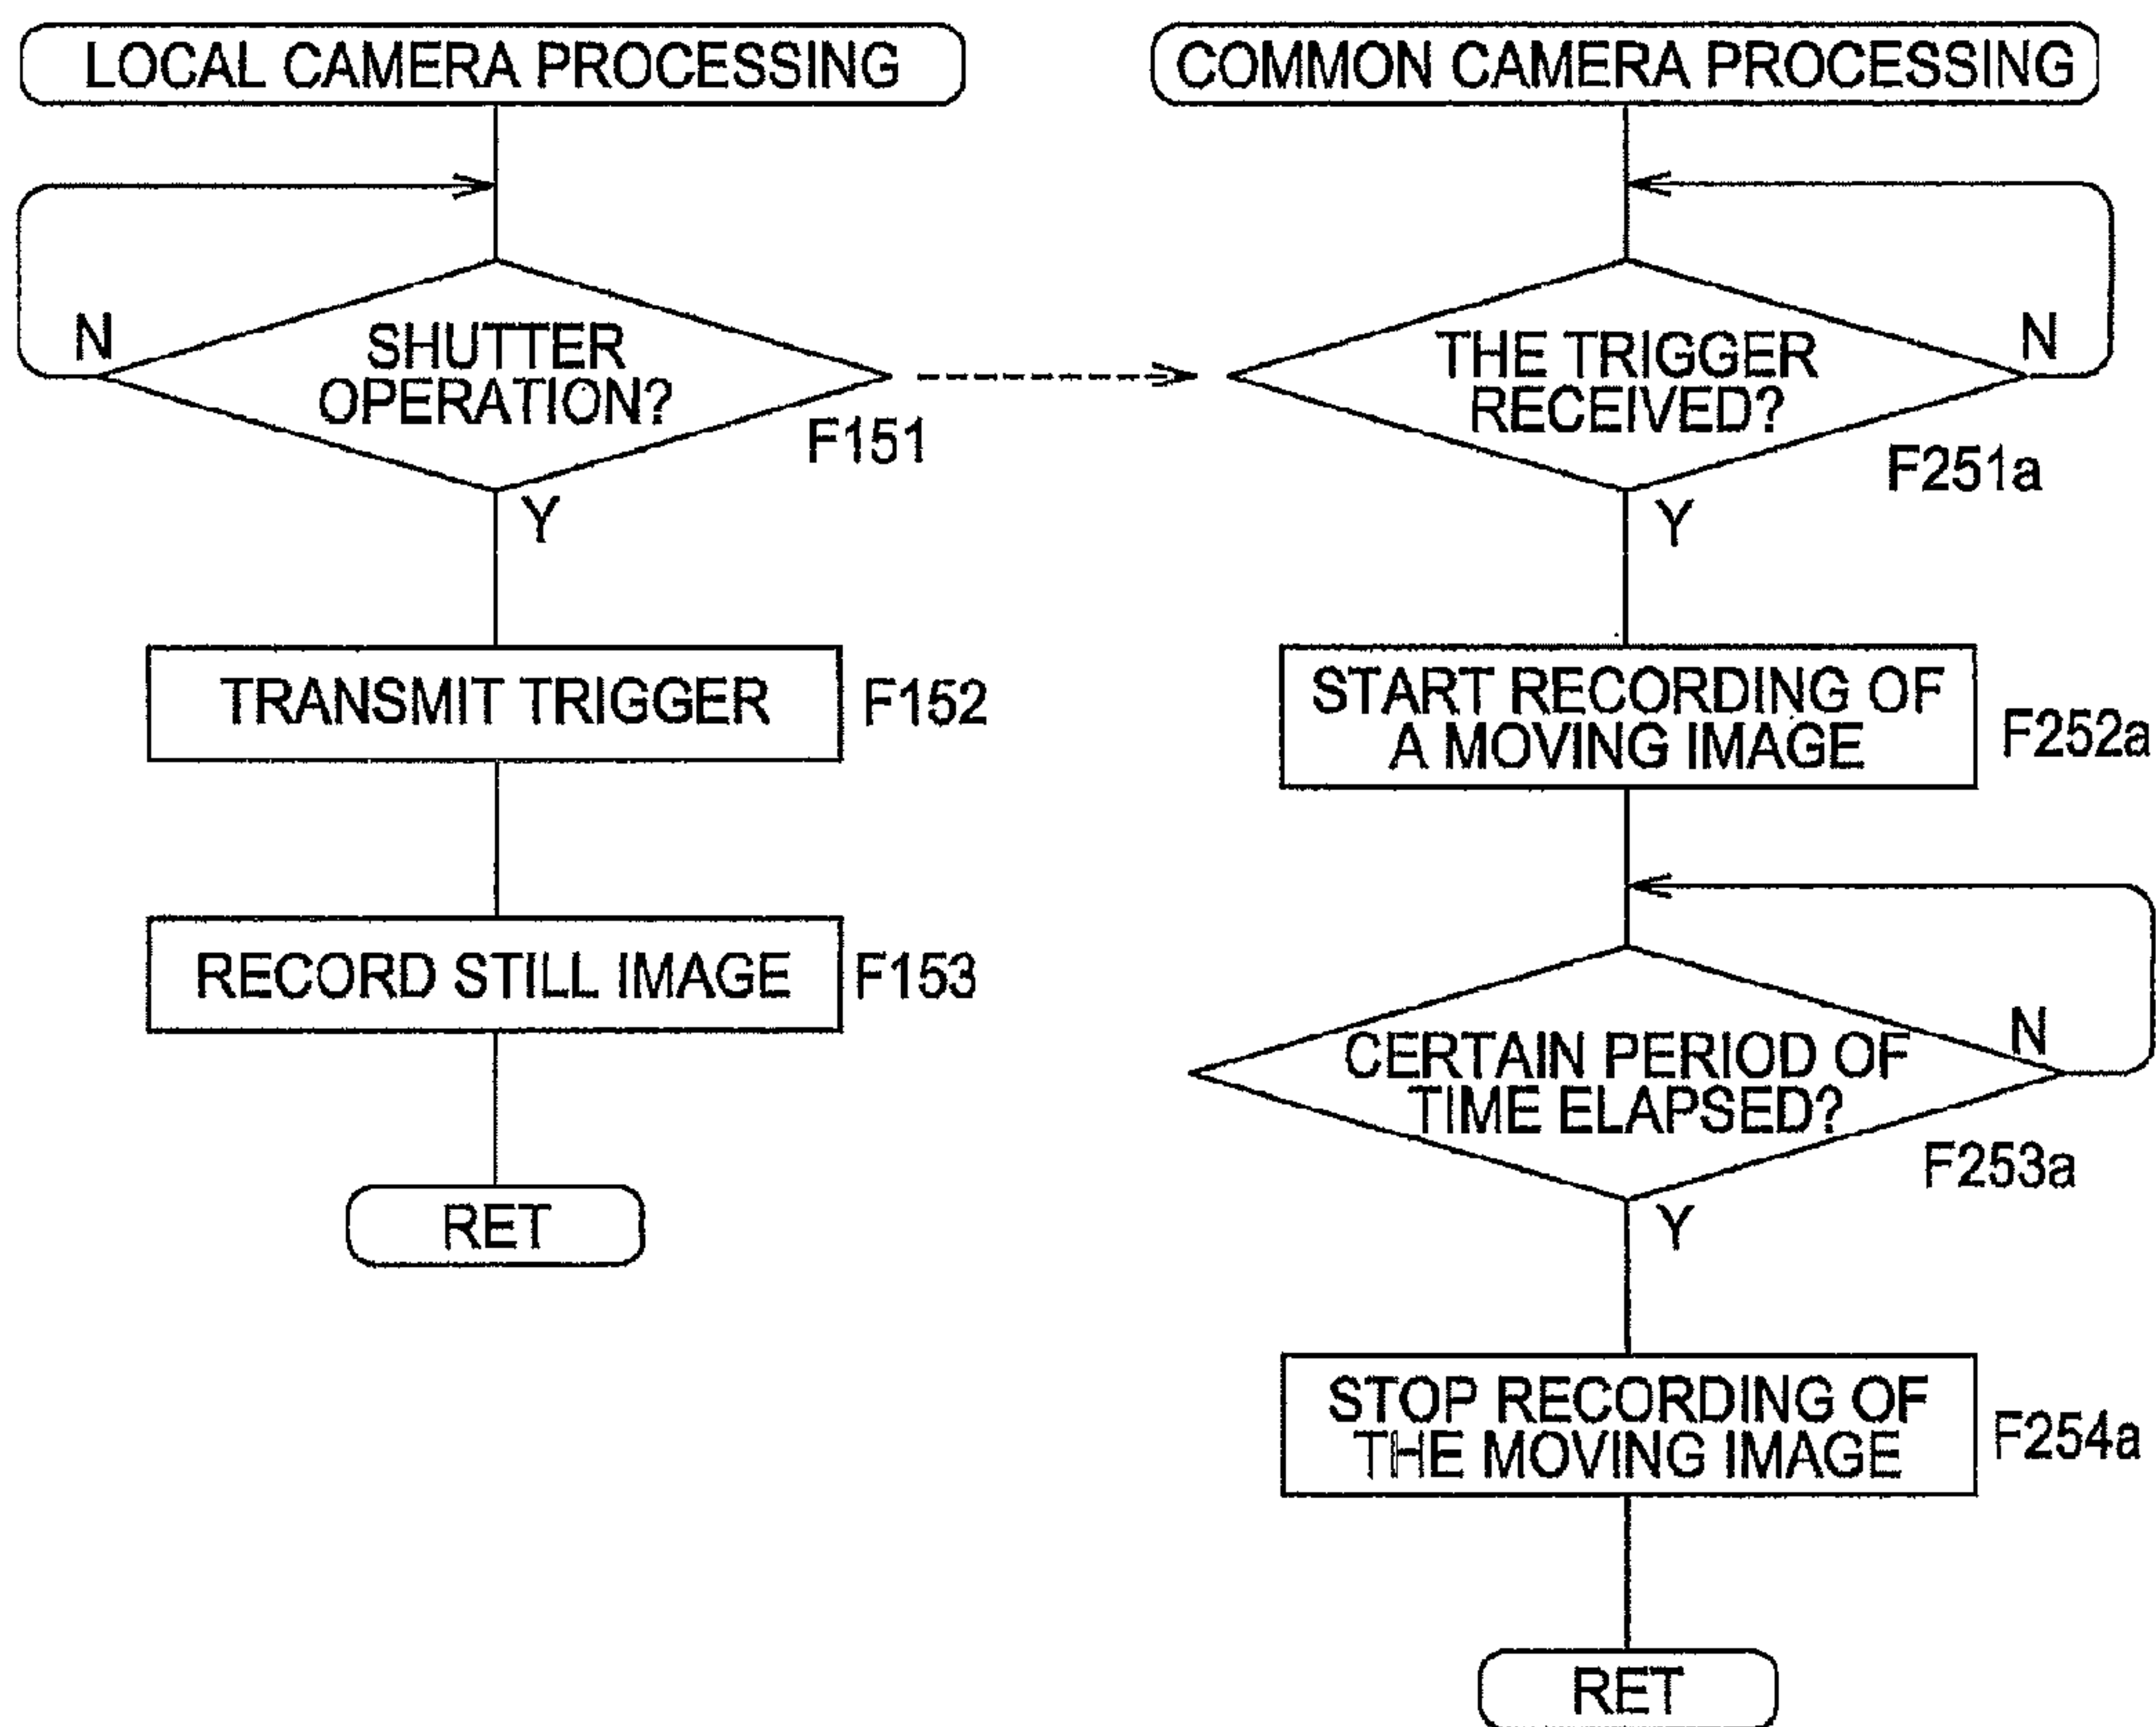 LOCAL CAMERA PROCESSING
N
SHUTTER
OPERATION?
F151
Y
TRANSMIT TRIGGER
F152
RECORD STILL IMAGE
F153
RET
COMMON CAMERA PROCESSING
THE TRIGGER
RECEIVED?
N
F251a
Y
START RECORDING OF
A MOVING IMAGE
F252a
CERTAIN PERIOD OF
TIME ELAPSED?
N
F253a
Y
STOP RECORDING OF
THE MOVING IMAGE
F254a
RET